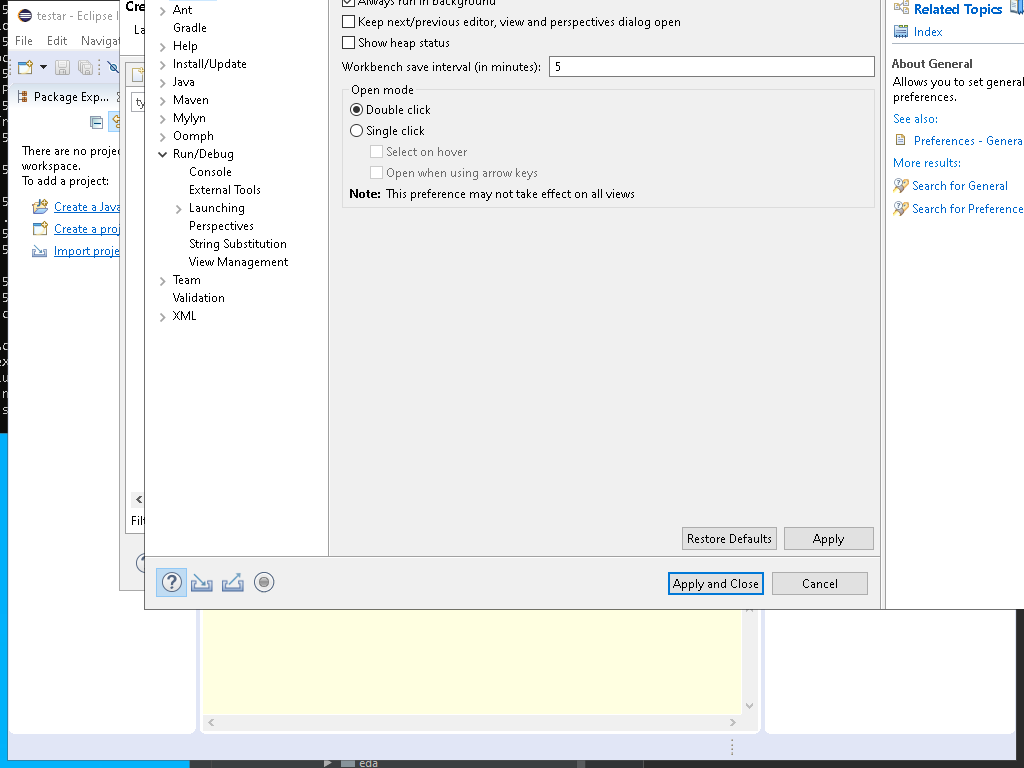 testar - Eclipse I
File Edit Navigat
Package Exp...
There are no proje
workspace.
To add a project:
Create a Java
Create a proj
Import proje
Cre
La
ty
Filt
Ant
Gradle
Help
Install/Update
Java
Maven
Mylyn
Oomph
Run/Debug
Console
External Tools
Launching
Perspectives
String Substitution
View Management
Team
Validation
XML
Always run in background
Keep next/previous editor, view and perspectives dialog open
Show heap status
Workbench save interval (in minutes): 5
Open mode
Double click
Single click
Select on hover
Open when using arrow keys
Note: This preference may not take effect on all views
Restore Defaults Apply
Apply and Close Cancel
Related Topics
Index
About General
Allows you to set general
preferences.
See also:
Preferences - Genera
More results:
Search for General
Search for Preference
eda